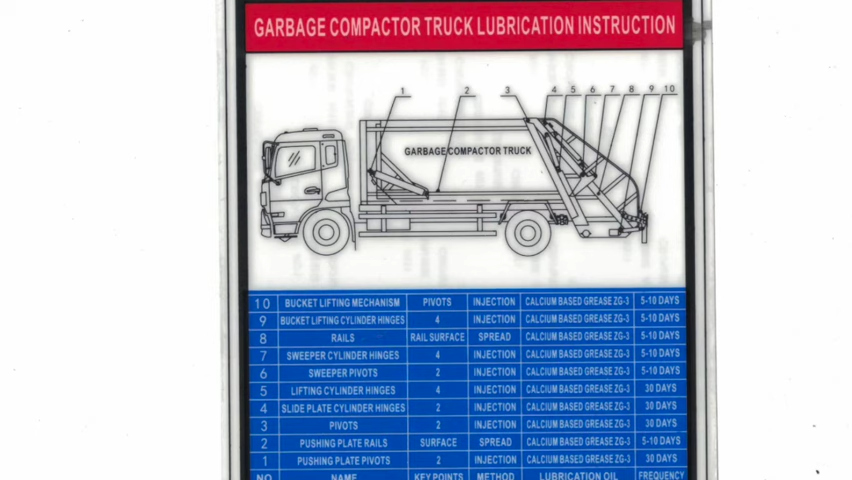 GARBAGE COMPACTOR TRUCK LUBRICATION INSTRUCTION
1 2 3 4 5 6 7 8 9 10
GARBAGE COMPACTOR TRUCK
10 BUCKET LIFTING MECHANISM PIVOTS INJECTION CALCIUM BASED GREASE ZG-3 5-10 DAYS
9 BUCKET LIFTING CYLINDER HINGES 4 INJECTION CALCIUM BASED GREASE ZG-3 5-10 DAYS
8 RAILS RAIL SURFACE SPREAD CALCIUM BASED GREASE ZG-3 5-10 DAYS
7 SWEEPER CYLINDER HINGES 4 INJECTION CALCIUM BASED GREASE ZG-3 5-10 DAYS
6 SWEEPER PIVOTS 2 INJECTION CALCIUM BASED GREASE ZG-3 5-10 DAYS
5 LIFTING CYLINDER HINGES 4 INJECTION CALCIUM BASED GREASE ZG-3 30 DAYS
4 SLIDE PLATE CYLINDER HINGES 2 INJECTION CALCIUM BASED GREASE ZG-3 30 DAYS
3 PIVOTS 2 INJECTION CALCIUM BASED GREASE ZG-3 30 DAYS
2 PUSHING PLATE RAILS SURFACE SPREAD CALCIUM BASED GREASE ZG-3 5-10 DAYS
1 PUSHING PLATE PIVOTS 2 INJECTION CALCIUM BASED GREASE ZG-3 30 DAYS
NO NAME KEY POINTS METHOD LUBRICATION OIL FREQUENCY